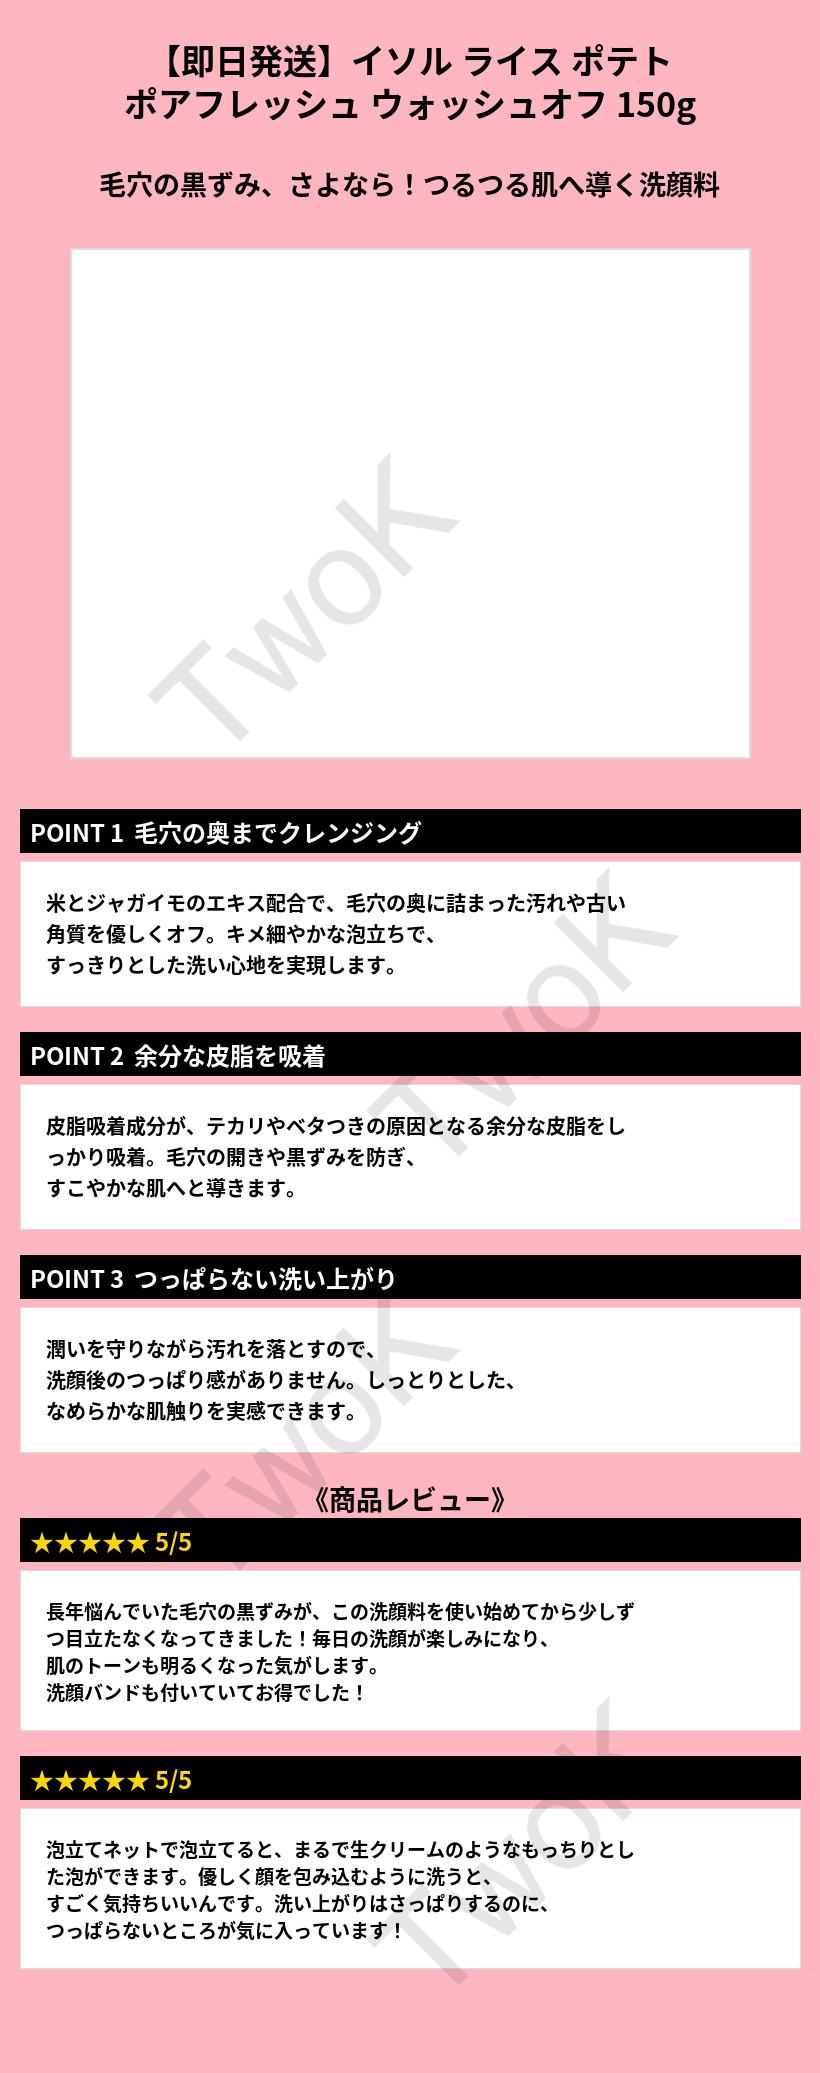 【即日発送】イソル ライス ポテト
ポアフレッシュ ウォッシュオフ 150g
毛穴の黒ずみ、さよなら！つるつる肌へ導く洗顔料
TwoK
POINT 1 毛穴の奥までクレンジング
米とジャガイモのエキス配合で、毛穴の奥に詰まった汚れや古い
角質を優しくオフ。キメ細やかな泡立ちで、
すっきりとした洗い心地を実現します。
TwoK
POINT 2 余分な皮脂を吸着
皮脂吸着成分が、テカリやベタつきの原因となる余分な皮脂をし
っかり吸着。毛穴の開きや黒ずみを防ぎ、
すこやかな肌へと導きます。
POINT 3 つっぱらない洗い上がり
潤いを守りながら汚れを落とすので、
洗顔後のつっぱり感がありません。しっとりとした、
なめらかな肌触りを実感できます。
TwoK
《商品レビュー》
★★★★★ 5/5
長年悩んでいた毛穴の黒ずみが、この洗顔料を使い始めてから少しず
つ目立たなくなってきました！毎日の洗顔が楽しみになり、
肌のトーンも明るくなった気がします。
洗顔バンドも付いていてお得でした！
★★★★★ 5/5
泡立てネットで泡立てると、まるで生クリームのようなもっちりとし
た泡ができます。優しく顔を包み込むように洗うと、
すごく気持ちいいんです。洗い上がりはさっぱりするのに、
つっぱらないところが気に入っています！
TwoK